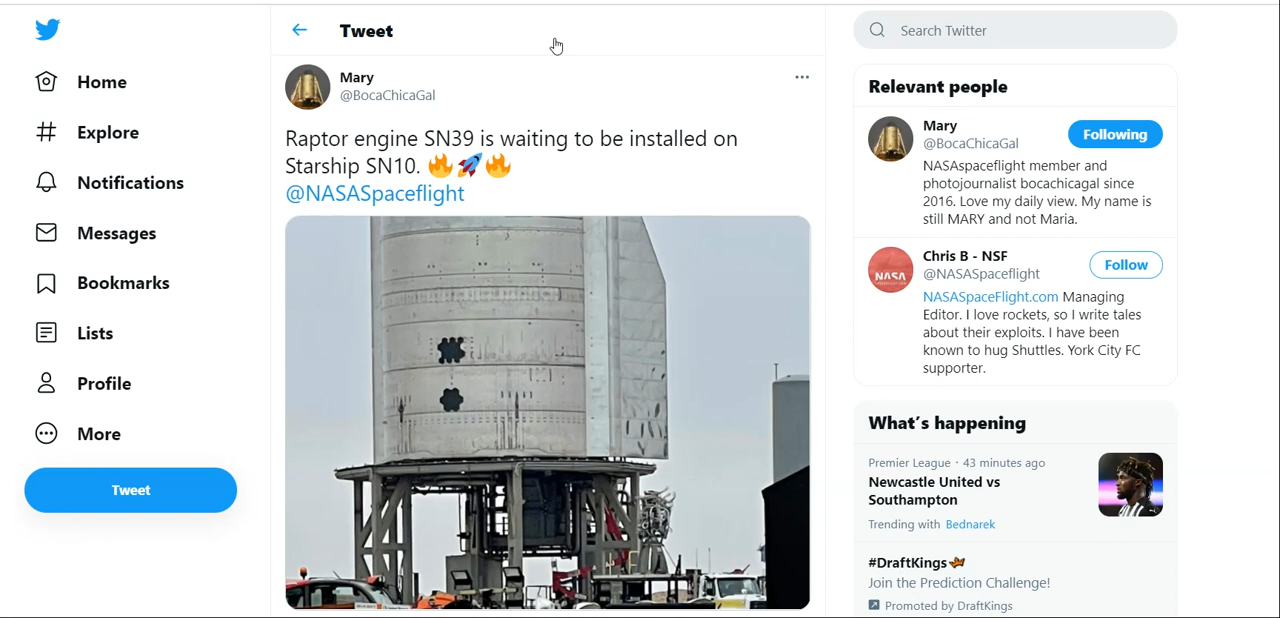 Home
Explore
Notifications
Messages
Bookmarks
Lists
Profile
More
Tweet
Tweet
Mary
@BocaChicaGal
Raptor engine SN39 is waiting to be installed on
Starship SN10. 🔥🚀🔥
@NASASpaceflight
Search Twitter
Relevant people
Mary
@BocaChicaGal
Following
NASAspaceflight member and
photojournalist bocachicagal since
2016. Love my daily view. My name is
still MARY and not Maria.
NASA
Chris B - NSF
@NASASpaceflight
Follow
NASASpaceFlight.com Managing
Editor. I love rockets, so I write tales
about their exploits. I have been
known to hug Shuttles. York City FC
supporter.
What's happening
Premier League · 43 minutes ago
Newcastle United vs
Southampton
Trending with Bednarek
#DraftKings
Join the Prediction Challenge!
Promoted by DraftKings